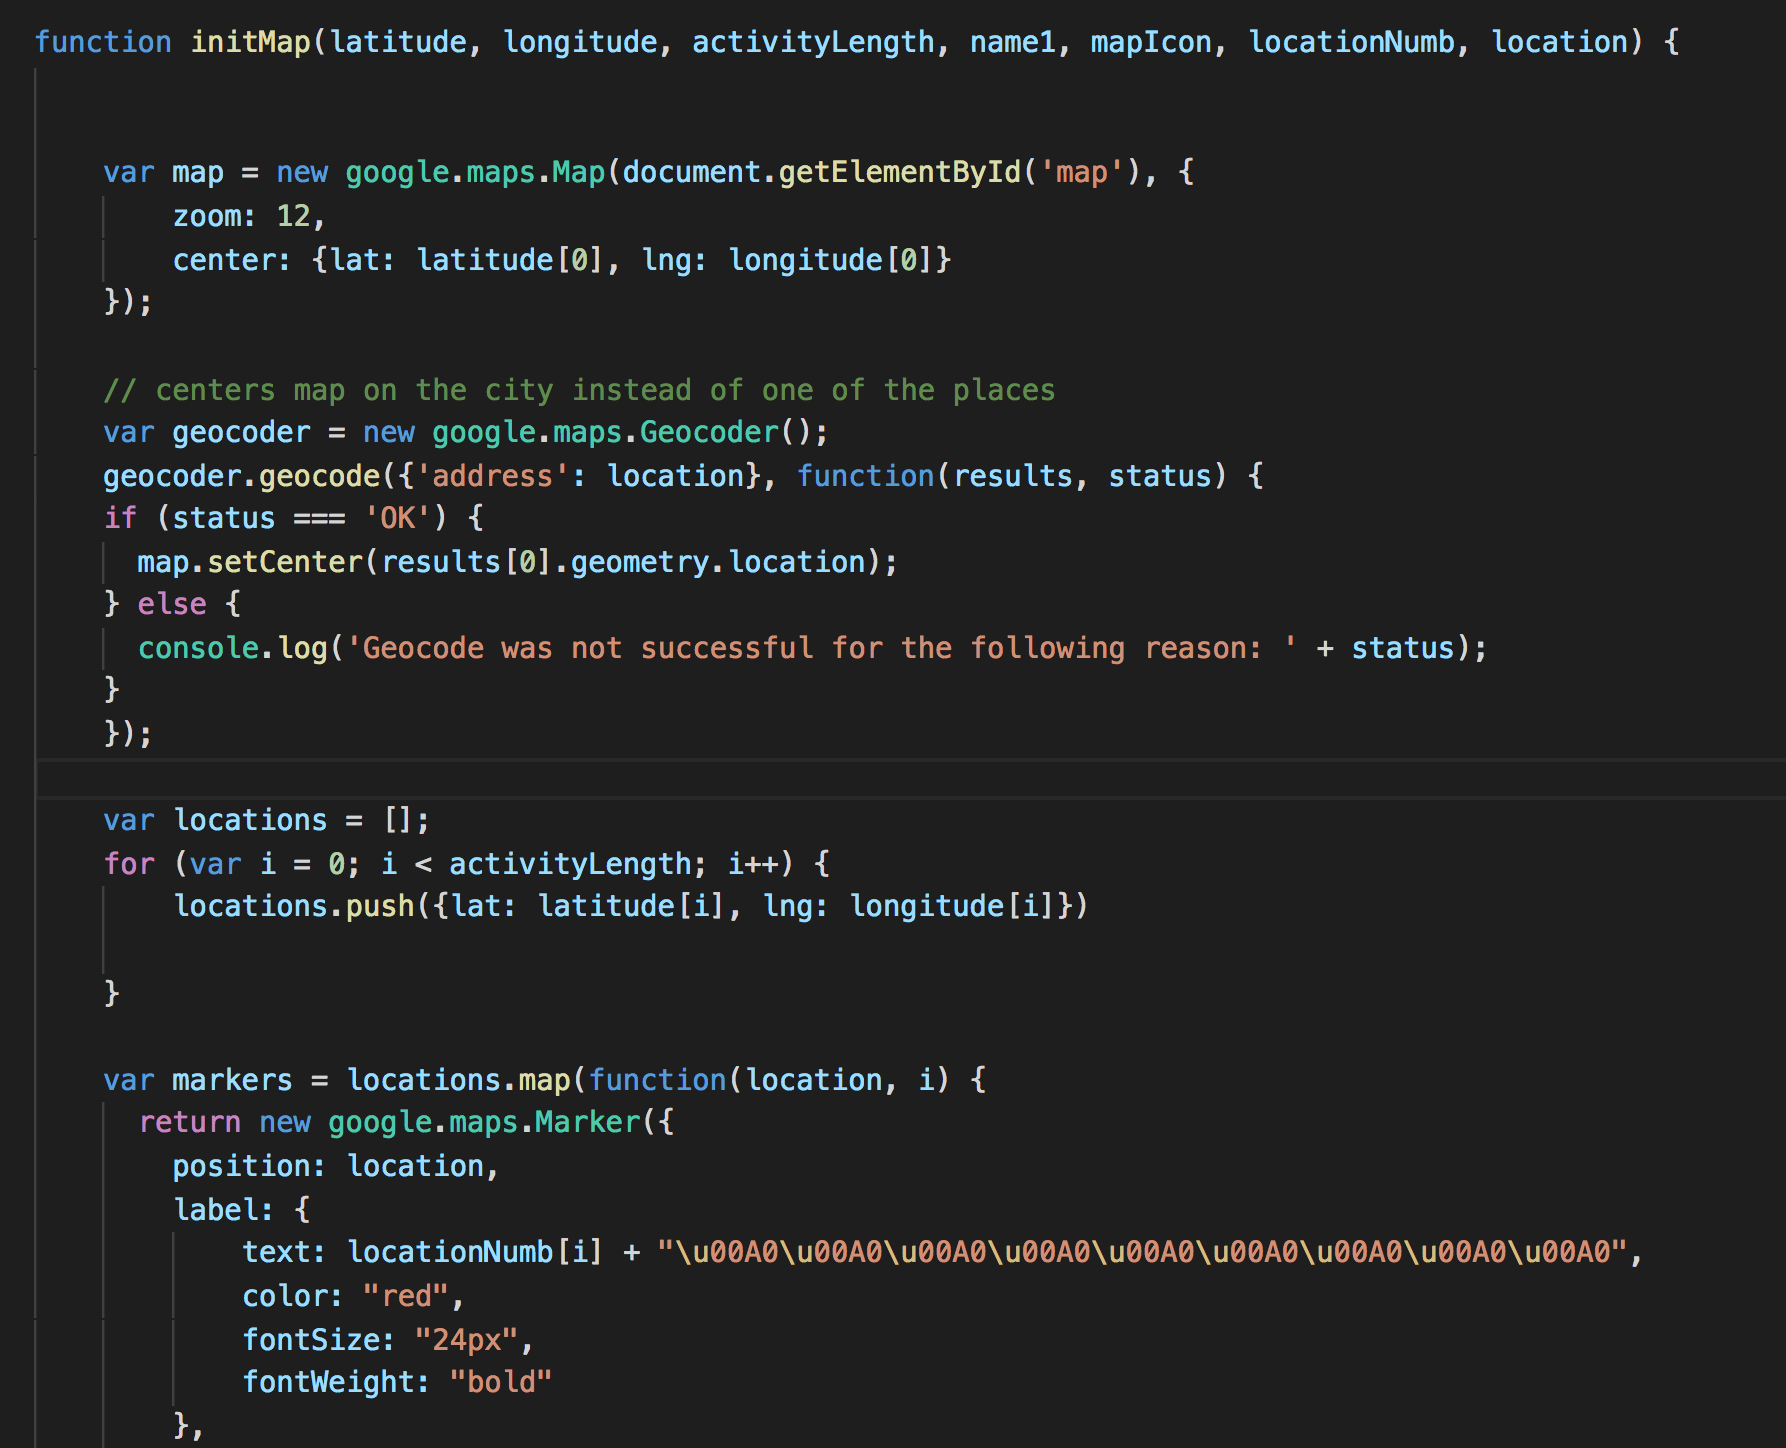 function initMap(latitude, longitude, activityLength, name1, mapIcon, locationNumb, location) {
var map = new google.maps.Map(document.getElementById('map'), {
zoom: 12,
center: {lat: latitude[0], lng: longitude[0]}
});
// centers map on the city instead of one of the places
var geocoder = new google.maps.Geocoder();
geocoder.geocode({'address': location}, function(results, status) {
if (status === 'OK') {
map.setCenter(results[0].geometry.location);
} else {
console.log('Geocode was not successful for the following reason: ' + status);
}
});
var locations = [];
for (var i = 0; i < activityLength; i++) {
locations.push({lat: latitude[i], lng: longitude[i]})
}
var markers = locations.map(function(location, i) {
return new google.maps.Marker({
position: location,
label: {
text: locationNumb[i] + "\u00A0\u00A0\u00A0\u00A0\u00A0\u00A0\u00A0\u00A0\u00A0",
color: "red",
fontSize: "24px",
fontWeight: "bold"
},